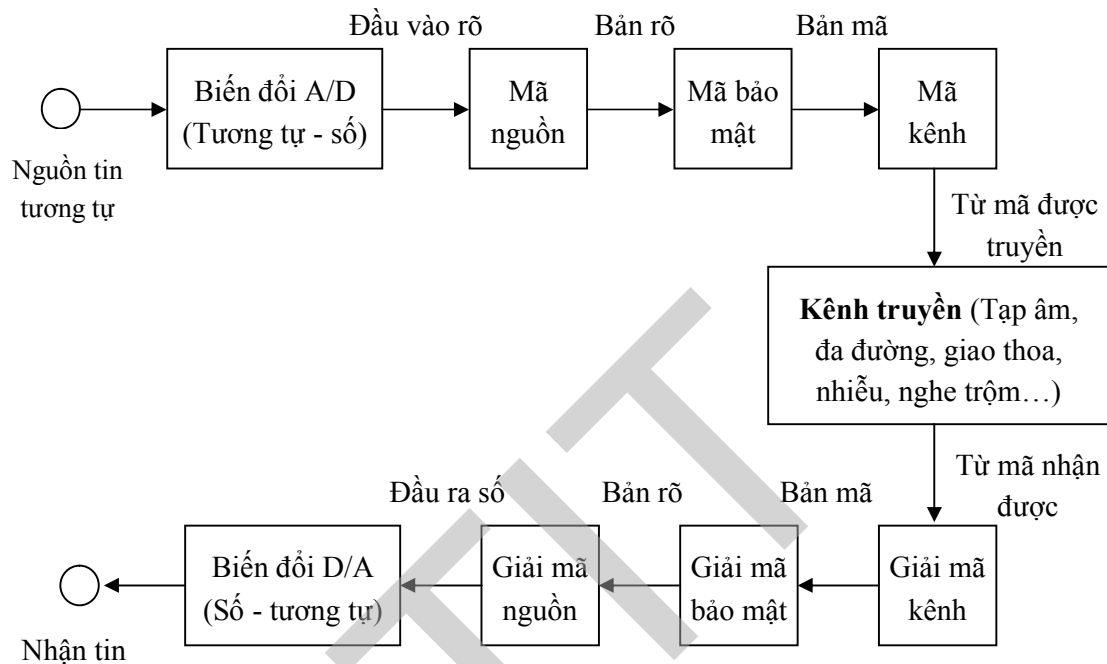 Đầu vào rõ
Bản rõ
Bản mã
Nguồn tin
tương tự
Biến đổi A/D
(Tương tự - số)
Mã
nguồn
Mã bảo
mật
Mã
kênh
Từ mã được
truyền
Kênh truyền (Tạp âm,
đa đường, giao thoa,
nhiễu, nghe trộm…)
Từ mã nhận
được
Đầu ra số
Bản rõ
Bản mã
Nhận tin
Biến đổi D/A
(Số - tương tự)
Giải mã
nguồn
Giải mã
bảo mật
Giải mã
kênh
TIT